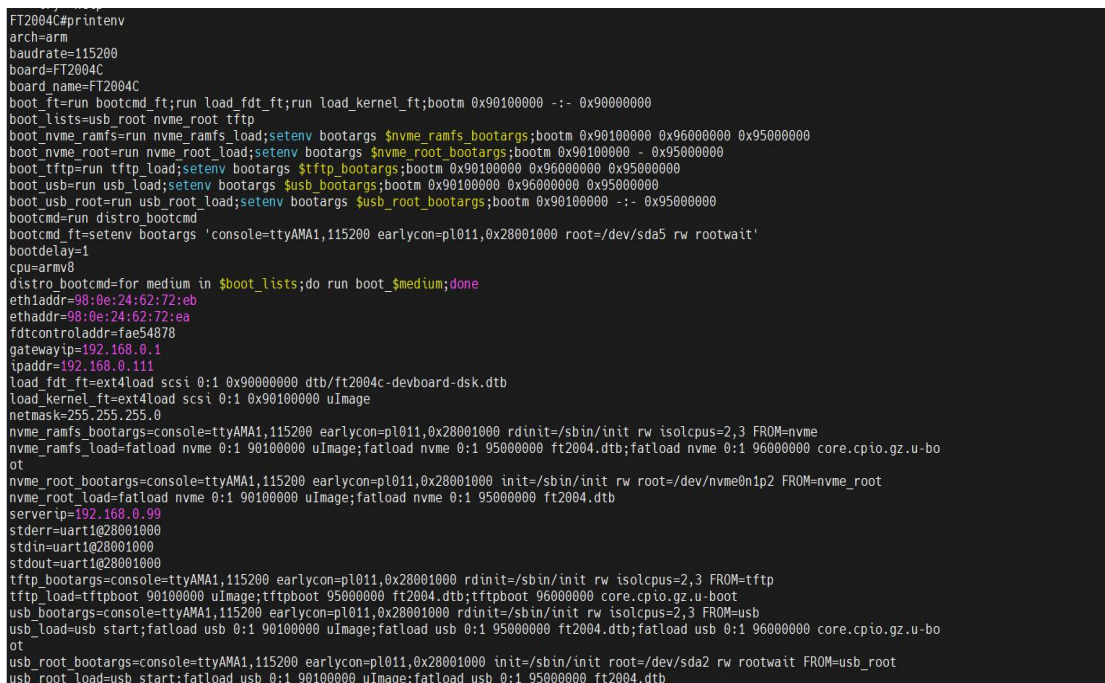 FT2004C#printenv
arch=arm
baudrate=115200
board=FT2004C
board_name=FT2004C
boot_ft=run bootcmd_ft;run load_fdt_ft;run load_kernel_ft;bootm 0x90100000 -:- 0x90000000
boot_lists=usb_root nvme_root tftp
boot_nvme_ramfs=run nvme_ramfs_load;setenv bootargs $nvme_ramfs_bootargs;bootm 0x90100000 0x96000000 0x95000000
boot_nvme_root=run nvme_root_load;setenv bootargs $nvme_root_bootargs;bootm 0x90100000 - 0x95000000
boot_tftp=run tftp_load;setenv bootargs $tftp_bootargs;bootm 0x90100000 0x96000000 0x95000000
boot_usb=run usb_load;setenv bootargs $usb_bootargs;bootm 0x90100000 0x96000000 0x95000000
boot_usb_root=run usb_root_load;setenv bootargs $usb_root_bootargs;bootm 0x90100000 -:- 0x95000000
bootcmd=run distro_bootcmd
bootcmd_ft=setenv bootargs 'console=ttyAMA1,115200 earlycon=pl011,0x28001000 root=/dev/sda5 rw rootwait'
bootdelay=1
cpu=armv8
distro_bootcmd=for medium in $boot_lists;do run boot_$medium;done
eth1addr=98:0e:24:62:72:eb
ethaddr=98:0e:24:62:72:ea
fdtcontroladdr=fae54878
gatewayip=192.168.0.1
ipaddr=192.168.0.111
load_fdt_ft=ext4load scsi 0:1 0x90000000 dtb/ft2004c-devboard-dsk.dtb
load_kernel_ft=ext4load scsi 0:1 0x90100000 uImage
netmask=255.255.255.0
nvme_ramfs_bootargs=console=ttyAMA1,115200 earlycon=pl011,0x28001000 rdinit=/sbin/init rw isolcpus=2,3 FROM=nvme
nvme_ramfs_load=fatload nvme 0:1 90100000 uImage;fatload nvme 0:1 95000000 ft2004.dtb;fatload nvme 0:1 96000000 core.cpio.gz.u-bo
ot
nvme_root_bootargs=console=ttyAMA1,115200 earlycon=pl011,0x28001000 init=/sbin/init rw root=/dev/nvme0n1p2 FROM=nvme_root
nvme_root_load=fatload nvme 0:1 90100000 uImage;fatload nvme 0:1 95000000 ft2004.dtb
serverip=192.168.0.99
stderr=uart1@28001000
stdin=uart1@28001000
stdout=uart1@28001000
tftp_bootargs=console=ttyAMA1,115200 earlycon=pl011,0x28001000 rdinit=/sbin/init rw isolcpus=2,3 FROM=tftp
tftp_load=tftpboot 90100000 uImage;tftpboot 95000000 ft2004.dtb;tftpboot 96000000 core.cpio.gz.u-boot
usb_bootargs=console=ttyAMA1,115200 earlycon=pl011,0x28001000 rdinit=/sbin/init rw isolcpus=2,3 FROM=usb
usb_load=usb start;fatload usb 0:1 90100000 uImage;fatload usb 0:1 95000000 ft2004.dtb;fatload usb 0:1 96000000 core.cpio.gz.u-bo
ot
usb_root_bootargs=console=ttyAMA1,115200 earlycon=pl011,0x28001000 init=/sbin/init root=/dev/sda2 rw rootwait FROM=usb_root
usb_root_load=usb start;fatload usb 0:1 90100000 uImage;fatload usb 0:1 95000000 ft2004.dtb